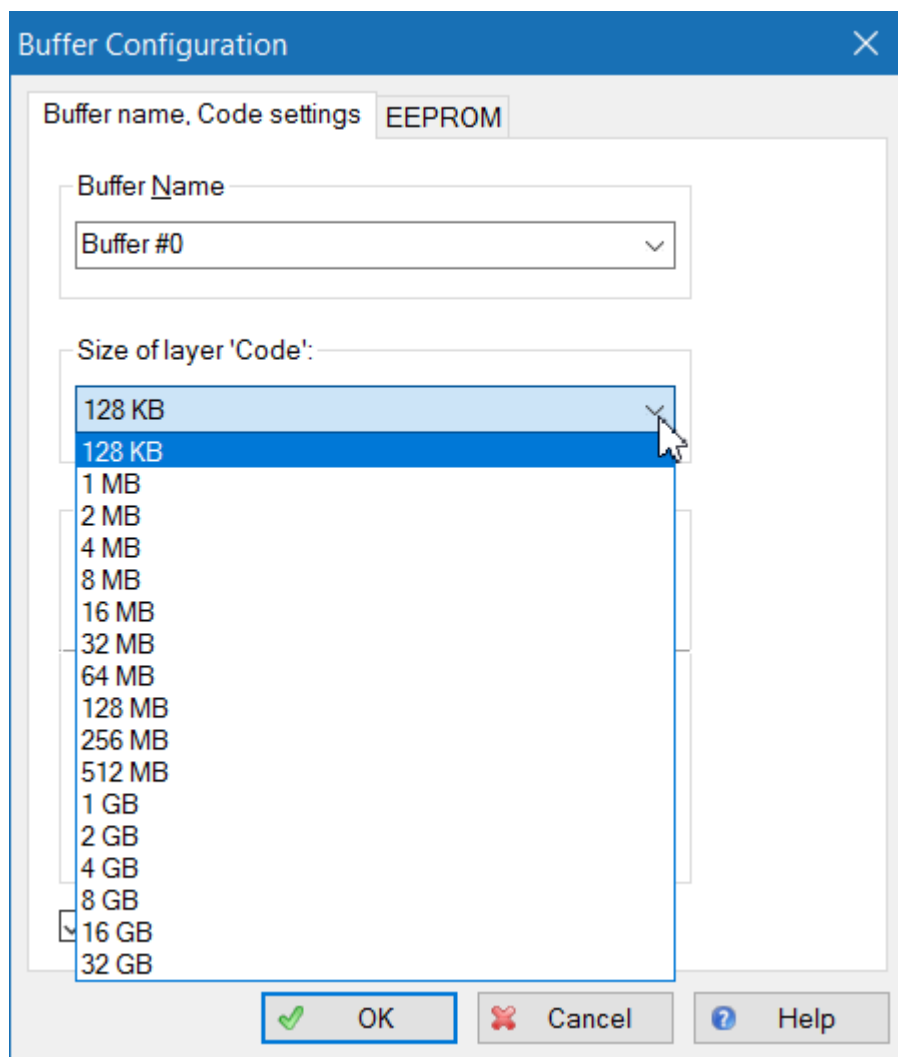 Buffer Configuration
Buffer name, Code settings
EEPROM
Buffer Name
Buffer #0
Size of layer 'Code':
128 KB
128 KB
1 MB
2 MB
4 MB
8 MB
16 MB
32 MB
64 MB
128 MB
256 MB
512 MB
1 GB
2 GB
4 GB
8 GB
16 GB
32 GB
OK
Cancel
Help